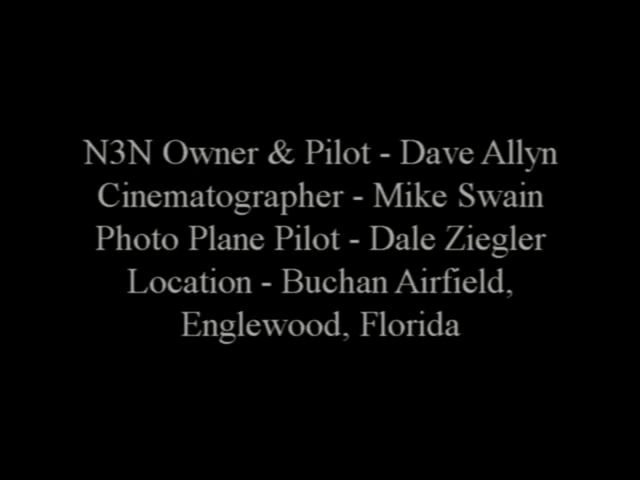 N3N Owner & Pilot - Dave Allyn
Cinematographer - Mike Swain
Photo Plane Pilot - Dale Ziegler
Location - Buchan Airfield,
Englewood, Florida